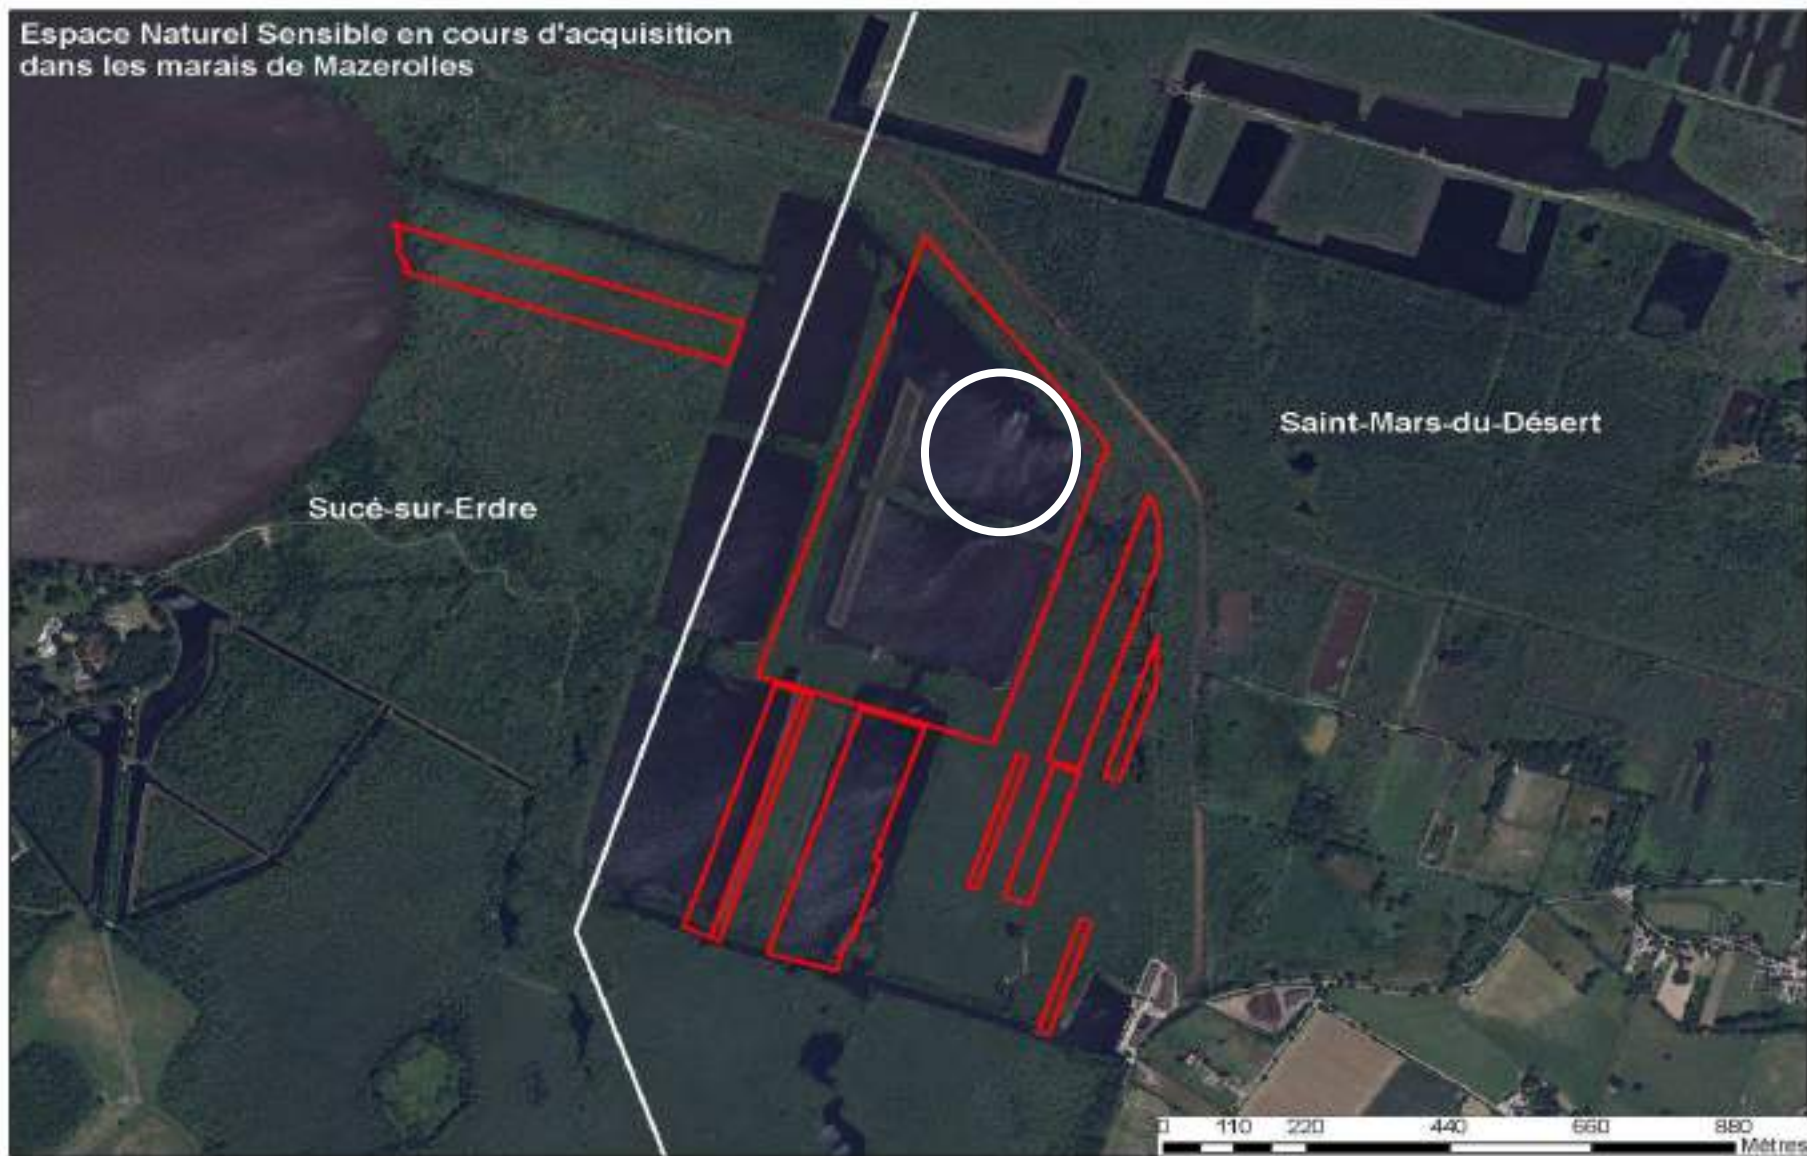 Espace Naturel Sensible en cours d'acquisition
dans les marais de Mazerolles
Saint-Mars-du-Désert
Sucé-sur-Erdre
0 110 220 440 660 880
Mètres